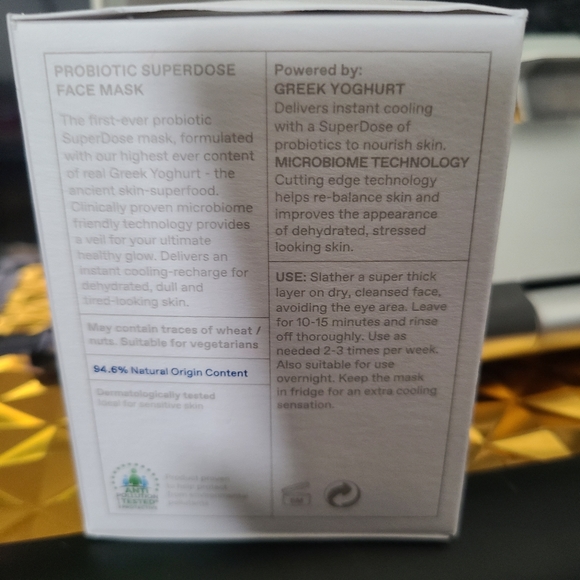 PROBIOTIC SUPERDOSE
FACE MASK
The first-ever probiotic
SuperDose mask, formulated
with our highest ever content
of real Greek Yoghurt - the
ancient skin-superfood.
Clinically proven microbiome
friendly technology provides
a veil for your ultimate
healthy glow. Delivers an
instant cooling-recharge for
dehydrated, dull and
tired-looking skin.
May contain traces of wheat /
nuts. Suitable for vegetarians
94.6% Natural Origin Content
Dermatologically tested
Ideal for sensitive skin
ANTI
POLLUTION
TESTED
Product proven
Powered by:
GREEK YOGHURT
Delivers instant cooling
with a SuperDose of
probiotics to nourish skin.
MICROBIOME TECHNOLOGY
Cutting edge technology
helps re-balance skin and
improves the appearance
of dehydrated, stressed
looking skin.
USE: Slather a super thick
layer on dry, cleansed face,
avoiding the eye area. Leave
for 10-15 minutes and rinse
off thoroughly. Use as
needed 2-3 times per week.
Also suitable for use
overnight. Keep the mask
in fridge for an extra cooling
sensation.